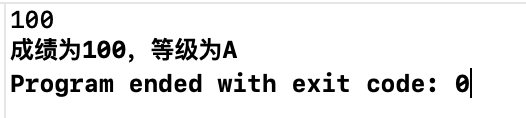 100
成绩为100，等级为A
Program ended with exit code: 0